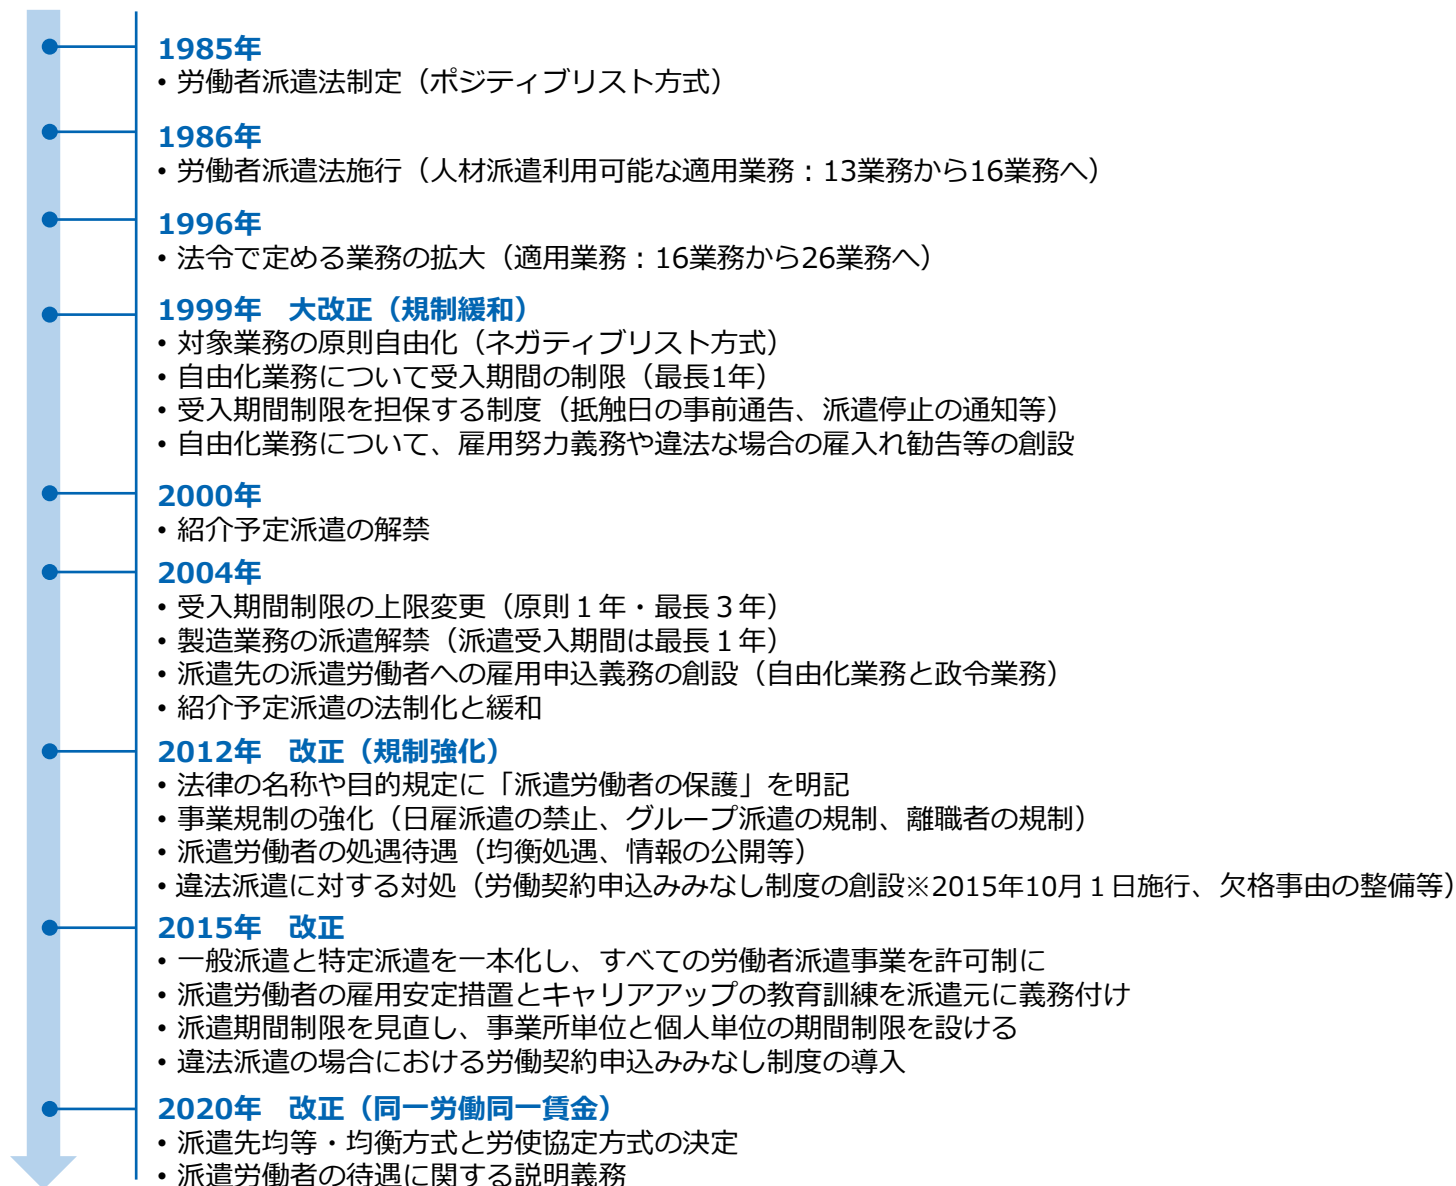 1985年
• 労働者派遣法制定（ポジティブリスト方式）
1986年
• 労働者派遣法施行（人材派遣利用可能な適用業務：13業務から16業務へ）
1996年
• 法令で定める業務の拡大（適用業務：16業務から26業務へ）
1999年　大改正（規制緩和）
• 対象業務の原則自由化（ネガティブリスト方式）
• 自由化業務について受入期間の制限（最長1年）
• 受入期間制限を担保する制度（抵触日の事前通告、派遣停止の通知等）
• 自由化業務について、雇用努力義務や違法な場合の雇入れ勧告等の創設
2000年
• 紹介予定派遣の解禁
2004年
• 受入期間制限の上限変更（原則１年・最長３年）
• 製造業務の派遣解禁（派遣受入期間は最長１年）
• 派遣先の派遣労働者への雇用申込義務の創設（自由化業務と政令業務）
• 紹介予定派遣の法制化と緩和
2012年　改正（規制強化）
• 法律の名称や目的規定に「派遣労働者の保護」を明記
• 事業規制の強化（日雇派遣の禁止、グループ派遣の規制、離職者の規制）
• 派遣労働者の処遇待遇（均衡処遇、情報の公開等）
• 違法派遣に対する対処（労働契約申込みみなし制度の創設※2015年10月１日施行、欠格事由の整備等）
2015年　改正
• 一般派遣と特定派遣を一本化し、すべての労働者派遣事業を許可制に
• 派遣労働者の雇用安定措置とキャリアアップの教育訓練を派遣元に義務付け
• 派遣期間制限を見直し、事業所単位と個人単位の期間制限を設ける
• 違法派遣の場合における労働契約申込みみなし制度の導入
2020年　改正（同一労働同一賃金）
• 派遣先均等・均衡方式と労使協定方式の決定
• 派遣労働者の待遇に関する説明義務